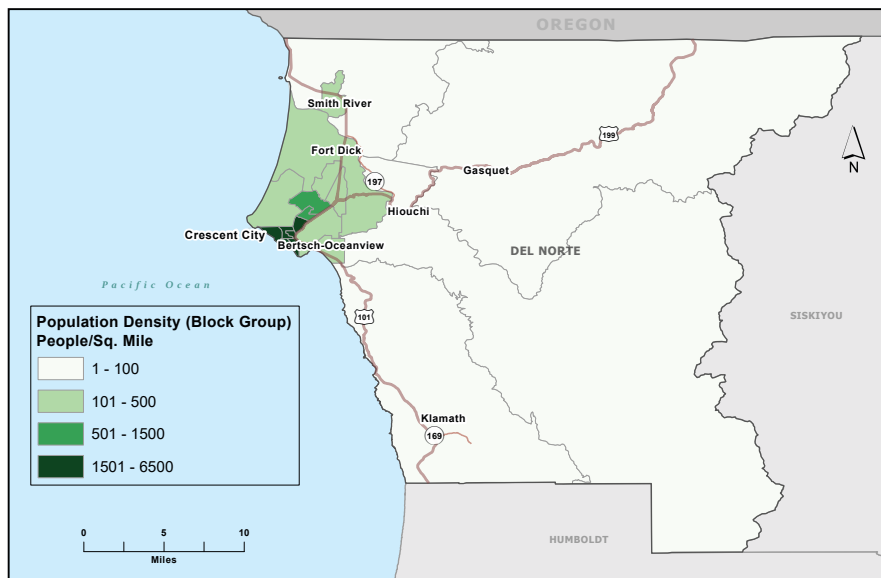 OREGON
Smith River
199
Fort Dick
Gasquet
N
197
Hiouchi
Crescent City
Bertsch-Oceanview
DEL NORTE
Pacific Ocean
Population Density (Block Group)
People/Sq. Mile
1 - 100
101 - 500
501 - 1500
1501 - 6500
101
SISKIYOU
Klamath
169
0 5 10
Miles
HUMBOLDT